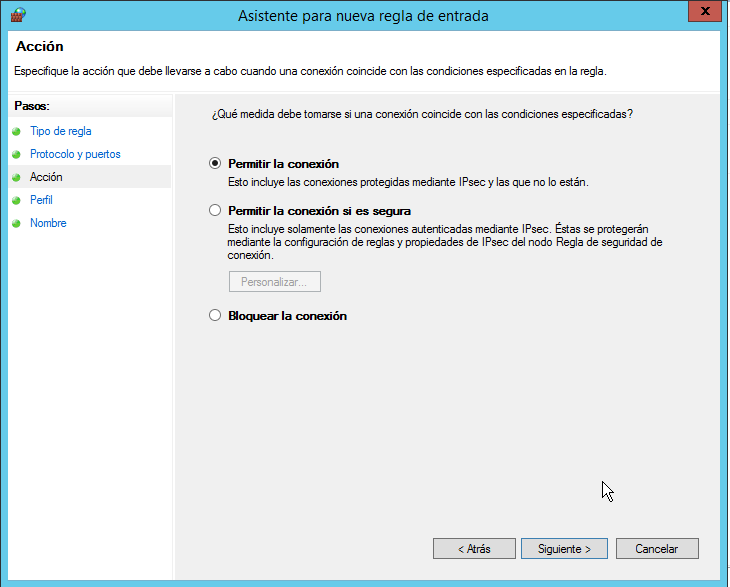 Asistente para nueva regla de entrada
x
Acción
Especifique la acción que debe llevarse a cabo cuando una conexión coincide con las condiciones especificadas en la regla.
Pasos:
Tipo de regla
Protocolo y puertos
Acción
Perfil
Nombre
¿Qué medida debe tomarse si una conexión coincide con las condiciones especificadas?
Permitir la conexión
Esto incluye las conexiones protegidas mediante IPsec y las que no lo están.
Permitir la conexión si es segura
Esto incluye solamente las conexiones autenticadas mediante IPsec. Éstas se protegerán
mediante la configuración de reglas y propiedades de IPsec del nodo Regla de seguridad de
conexión.
Personalizar...
Bloquear la conexión
< Atrás
Siguiente >
Cancelar